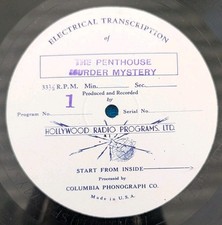 ELECTRICAL TRANSCRIPTION
of
THE PENTHOUSE
MURDER MYSTERY
33⅓ R.P.M. Min. Sec.
Produced and Recorded by
Program No. 1 Serial No.
HOLLYWOOD RADIO PROGRAMS, LTD.
START FROM INSIDE
Processed by
COLUMBIA PHONOGRAPH CO.
Made in U.S.A.